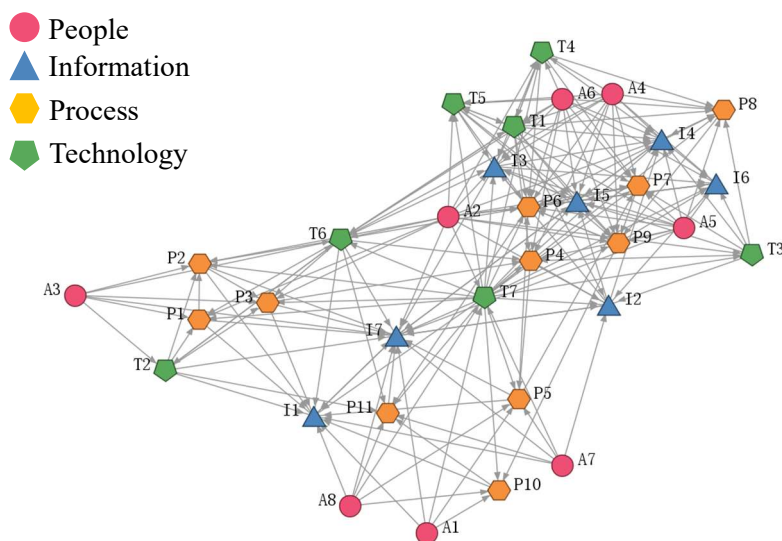 People
Information
Process
Technology
T4
A6
A4
T5
P8
T1
I4
I3
P7
I6
P6
I5
A2
A5
T6
P9
T3
P2
P4
A3
P3
T7
I2
P1
I7
T2
P5
I1
P11
A7
P10
A8
A1